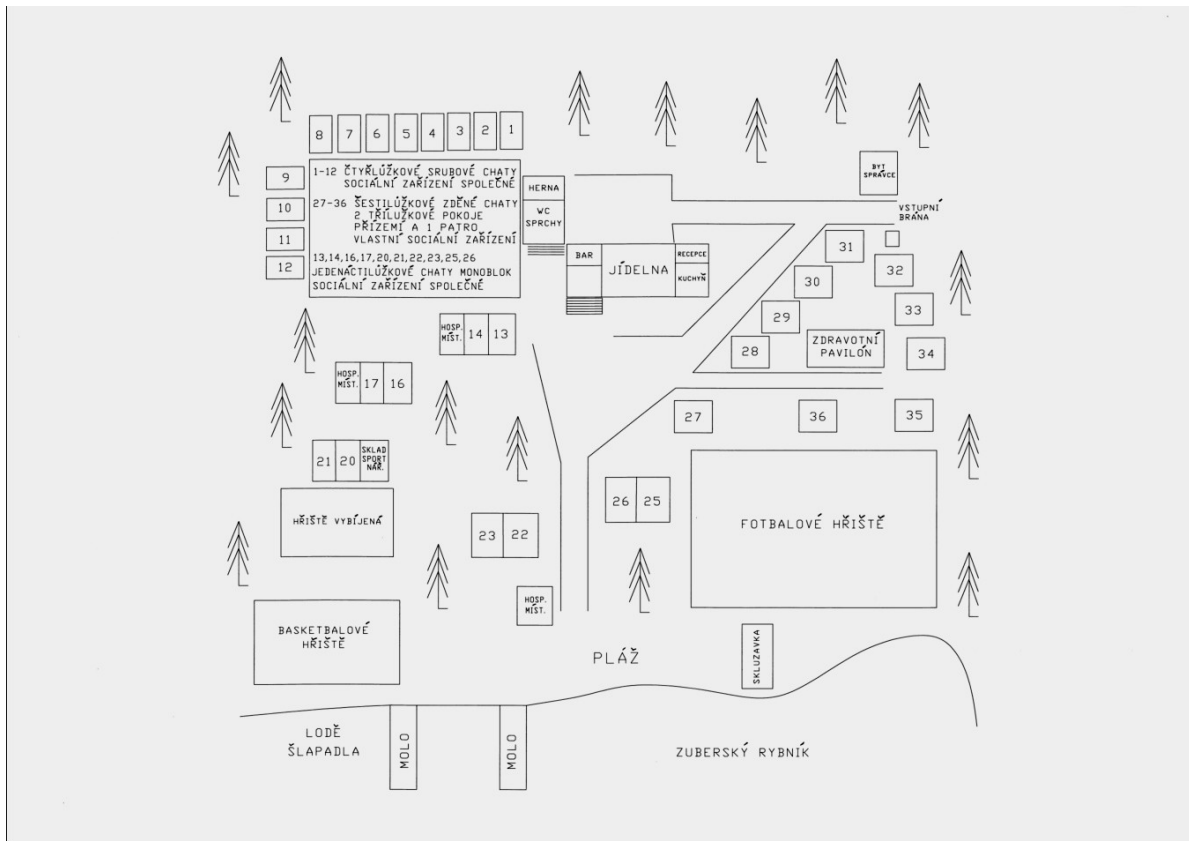 8 7 6 5 4 3 2 1
9
10
11
12
1-12 ČTYŘLŮŽKOVÉ SRUBOVÉ CHATY
SOCIÁLNÍ ZAŘÍZENÍ SPOLEČNÉ
27-36 ŠESTILŮŽKOVÉ ZDĚNÉ CHATY
2 TŘÍLUŽKOVÉ POKOJE
PŘÍZEMÍ A 1 PATRO
VLASTNÍ SOCIÁLNÍ ZAŘÍZENÍ
13,14,16,17,20,21,22,23,25,26
JEDENÁCTILŮŽKOVÉ CHATY MONOBLOK
SOCIÁLNÍ ZAŘÍZENÍ SPOLEČNÉ
HERNA
WC
SPRCHY
BAR
JÍDELNA
RECEPCE
KUCHYŇ
BYT
SPRÁVCE
VSTUPNÍ
BRÁNA
31
32
30
33
29
28
ZDRAVOTNÍ
PAVILÓN
34
27
36
35
HOSP.
MÍST.
14 13
HOSP.
MÍST.
17 16
21 20
SKLAD
SPORT
NÁŘ.
HŘIŠTĚ VYBÍJENÁ
26 25
FOTBALOVÉ HŘIŠTĚ
23 22
HOSP.
MÍST.
BASKETBALOVÉ
HŘIŠTĚ
PLÁŽ
SKLUZAVKA
LODĚ
ŠLAPADLA
MOLO
MOLO
ZUBERSKÝ RYBNÍK